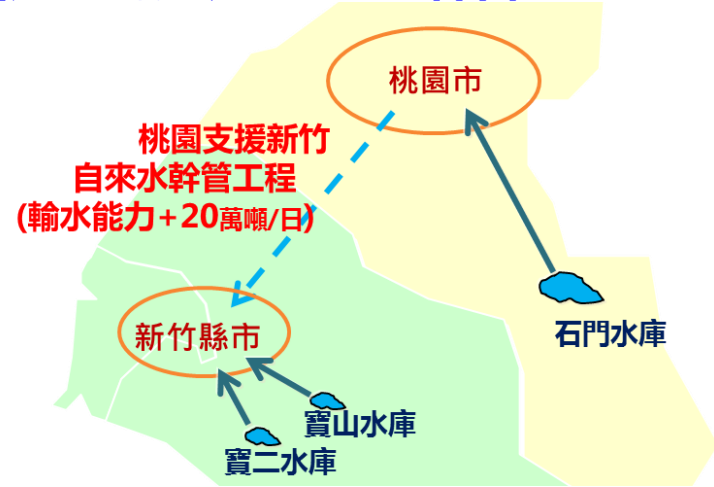 桃園市
桃園支援新竹
自來水幹管工程
(輸水能力+20萬噸/日)
石門水庫
新竹縣市
寶山水庫
寶二水庫